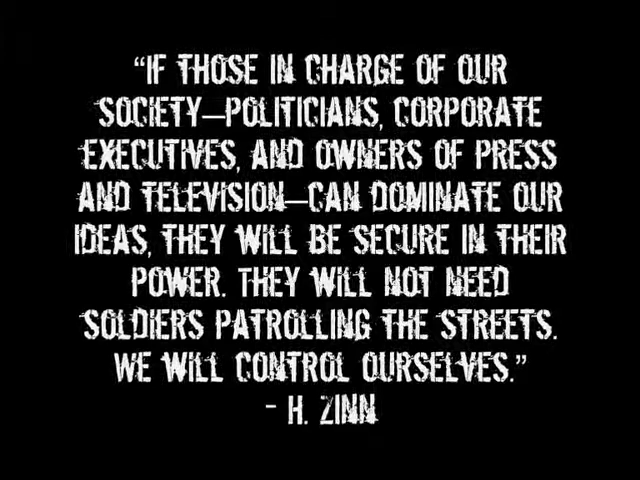 “IF THOSE IN CHARGE OF OUR
SOCIETY—POLITICIANS, CORPORATE
EXECUTIVES, AND OWNERS OF PRESS
AND TELEVISION—CAN DOMINATE OUR
IDEAS, THEY WILL BE SECURE IN THEIR
POWER. THEY WILL NOT NEED
SOLDIERS PATROLLING THE STREETS.
WE WILL CONTROL OURSELVES.”
- H. ZINN